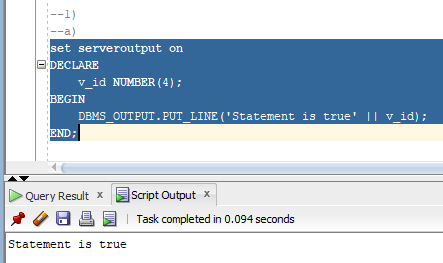 --1)
--a)
set serveroutput on
DECLARE
    v_id NUMBER(4);
BEGIN
    DBMS_OUTPUT.PUT_LINE('Statement is true' || v_id);
END;
Query Result x Script Output x
Task completed in 0.094 seconds
Statement is true